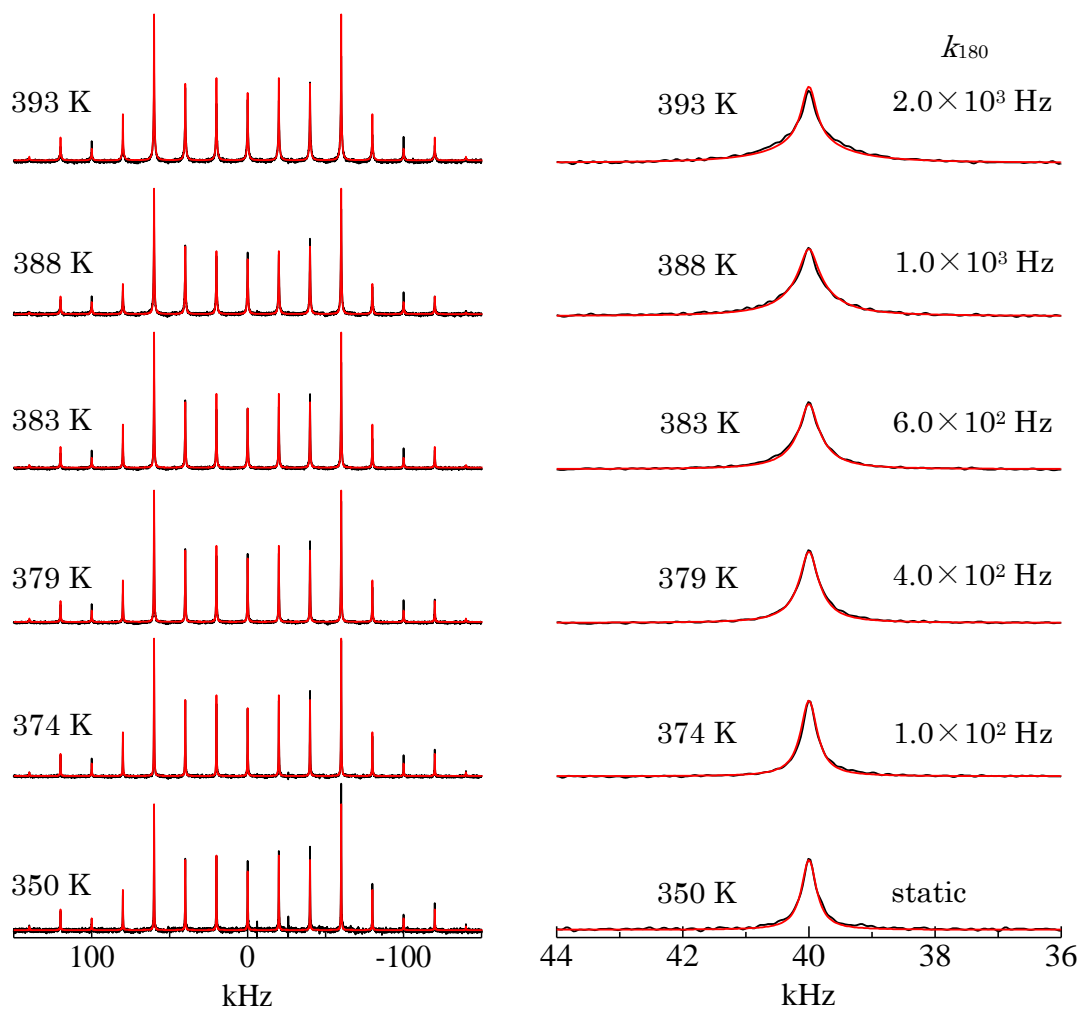 k₁₈₀
393 K
393 K 2.0×10³ Hz
388 K
388 K 1.0×10³ Hz
383 K
383 K 6.0×10² Hz
379 K
379 K 4.0×10² Hz
374 K
374 K 1.0×10² Hz
350 K
350 K static
100 0 -100
kHz
44 42 40 38 36
kHz